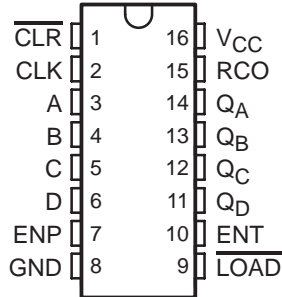 CLR 1 16 VCC
CLK 2 15 RCO
A 3 14 QA
B 4 13 QB
C 5 12 QC
D 6 11 QD
ENP 7 10 ENT
GND 8 9 LOAD